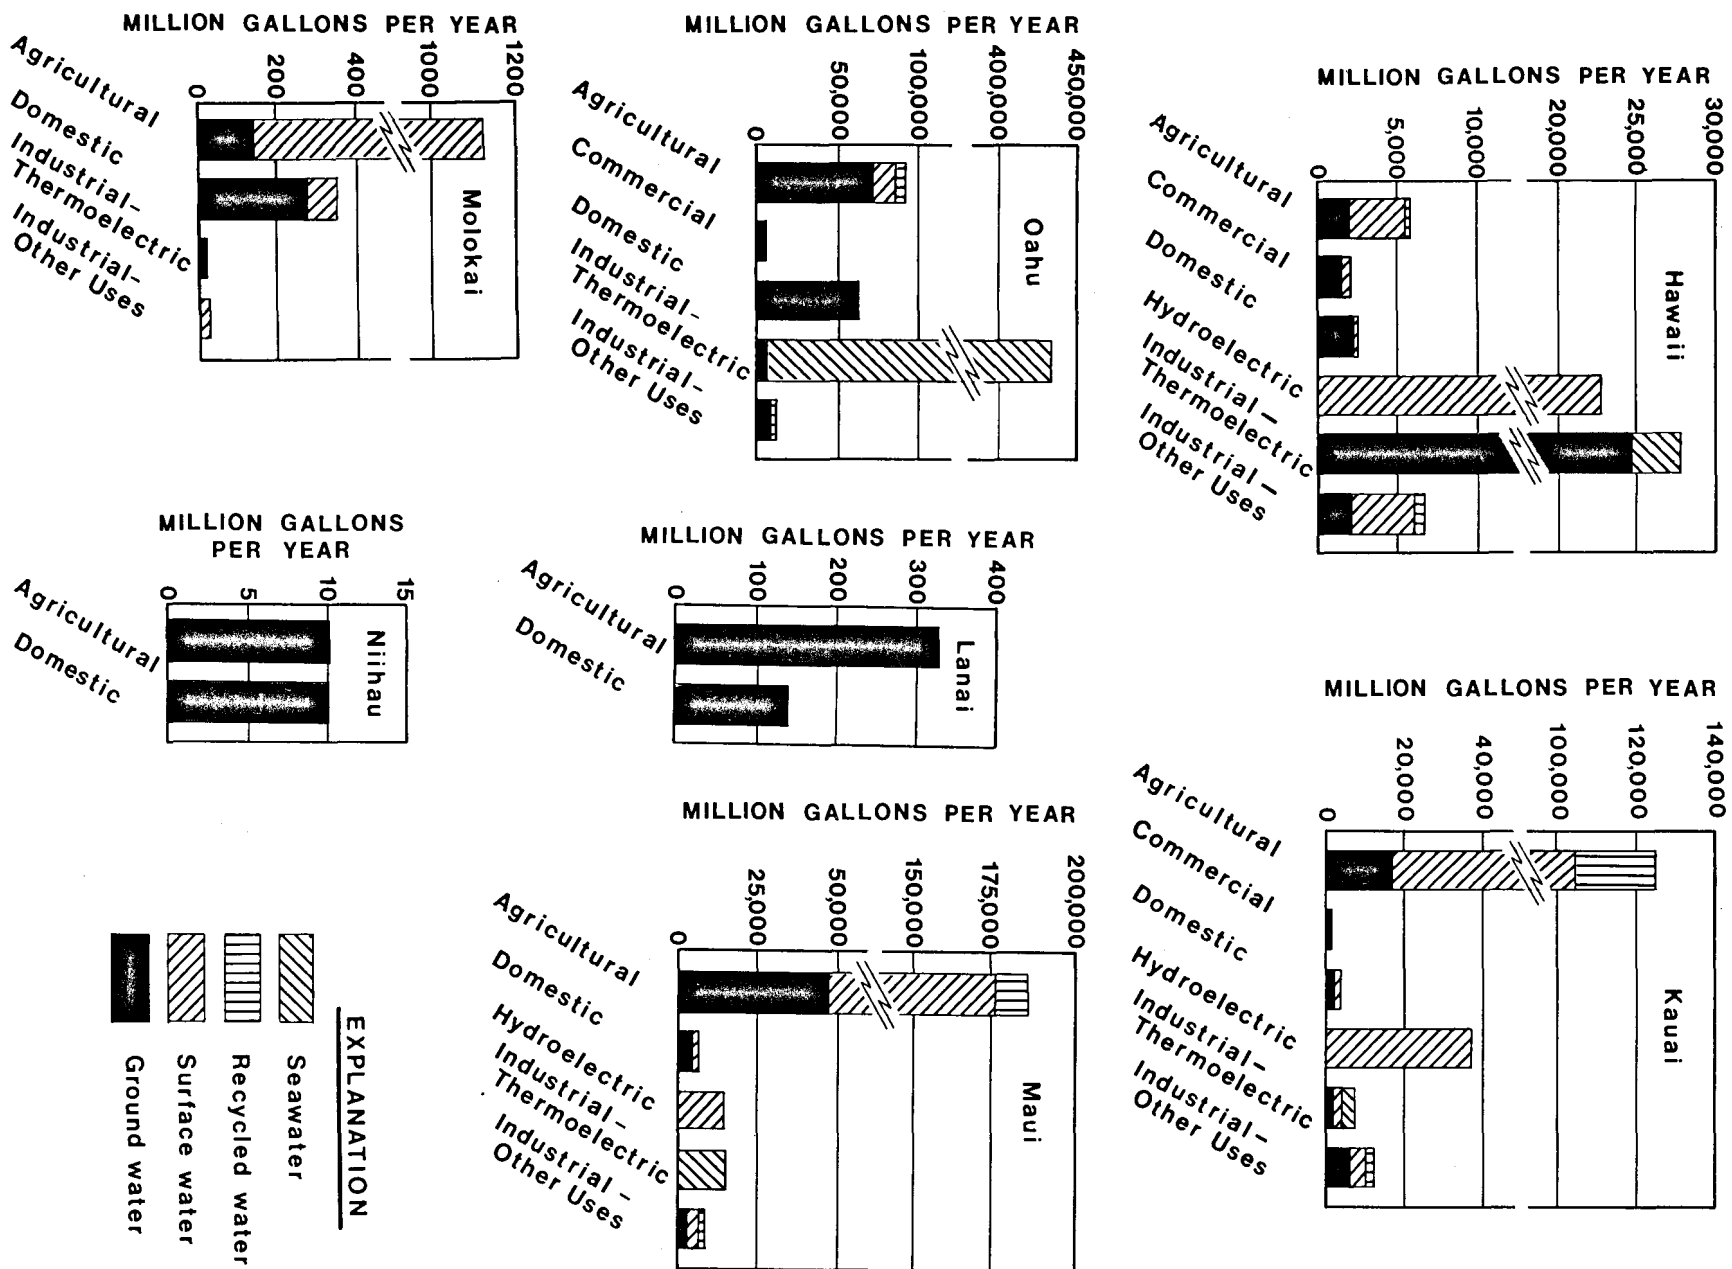 MILLION GALLONS PER YEAR
0
200
400
1000
1200
Molokai
Agricultural
Domestic
Industrial–
Thermoelectric
Industrial–
Other Uses
MILLION GALLONS PER YEAR
0
50,000
100,000
400,000
450,000
Oahu
Agricultural
Commercial
Domestic
Industrial–
Thermoelectric
Industrial–
Other Uses
MILLION GALLONS PER YEAR
0
5,000
10,000
20,000
25,000
30,000
Hawaii
Agricultural
Commercial
Domestic
Hydroelectric
Industrial–
Thermoelectric
Industrial–
Other Uses
MILLION GALLONS
PER YEAR
0
5
10
15
Niihau
Agricultural
Domestic
MILLION GALLONS PER YEAR
0
100
200
300
400
Lanai
Agricultural
Domestic
MILLION GALLONS PER YEAR
0
20,000
40,000
100,000
120,000
140,000
Kauai
Agricultural
Commercial
Domestic
Hydroelectric
Industrial–
Thermoelectric
Industrial–
Other Uses
MILLION GALLONS PER YEAR
0
25,000
50,000
150,000
175,000
200,000
Maui
Agricultural
Domestic
Hydroelectric
Industrial–
Thermoelectric
Industrial–
Other Uses
EXPLANATION
Seawater
Recycled water
Surface water
Ground water